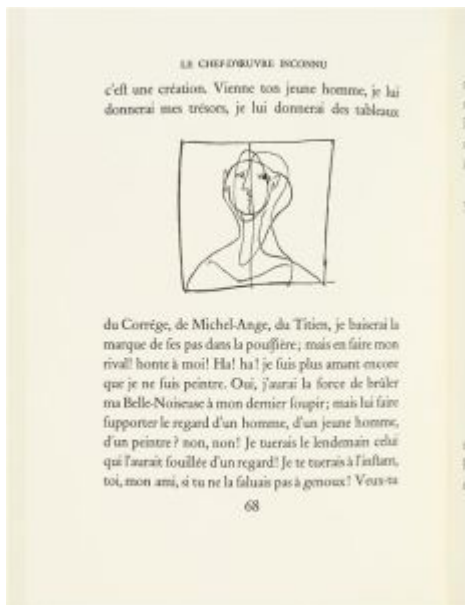 LE CHEF-D'ŒUVRE INCONNU
c'eſt une création. Vienne ton jeune homme, je lui
donnerai mes tréſors, je lui donnerai des tableaux
du Corrége, de Michel-Ange, du Titien, je baiſerai la
marque de ſes pas dans la pouſſière; mais en faire mon
rival! honte à moi! Ha! ha! je ſuis plus amant encore
que je ne ſuis peintre. Oui, j'aurai la force de brûler
ma Belle-Noiseuse à mon dernier ſoupir; mais lui faire
ſupporter le regard d'un homme, d'un jeune homme,
d'un peintre? non, non! Je tuerais le lendemain celui
qui l'aurait ſouillée d'un regard! Je te tuerais à l'inſtant,
toi, mon ami, ſi tu ne la ſaluais pas à genoux! Veux-tu
68